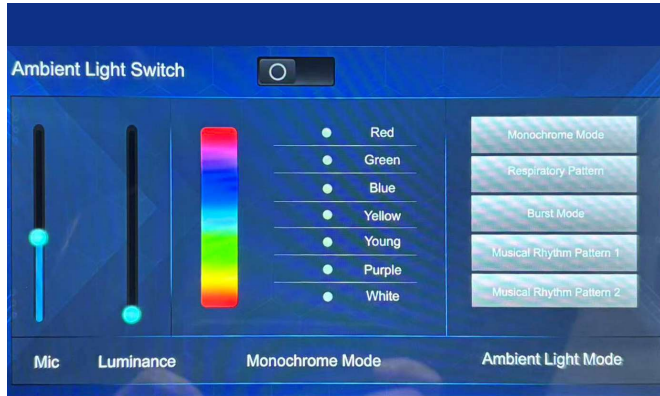 Ambient Light Switch
Red
Green
Blue
Yellow
Young
Purple
White
Monochrome Mode
Respiratory Pattern
Burst Mode
Musical Rhythm Pattern 1
Musical Rhythm Pattern 2
Mic
Luminance
Monochrome Mode
Ambient Light Mode